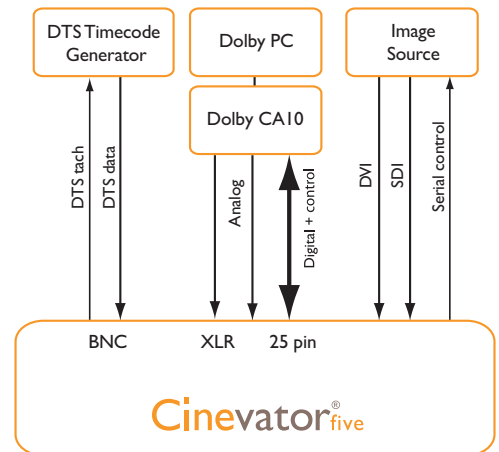 DTS Timecode
Generator
Dolby PC
Image
Source
Dolby CA10
DTS tach
DTS data
Analog
Digital + control
DVI
SDI
Serial control
BNC
XLR
25 pin
Cinevator® five